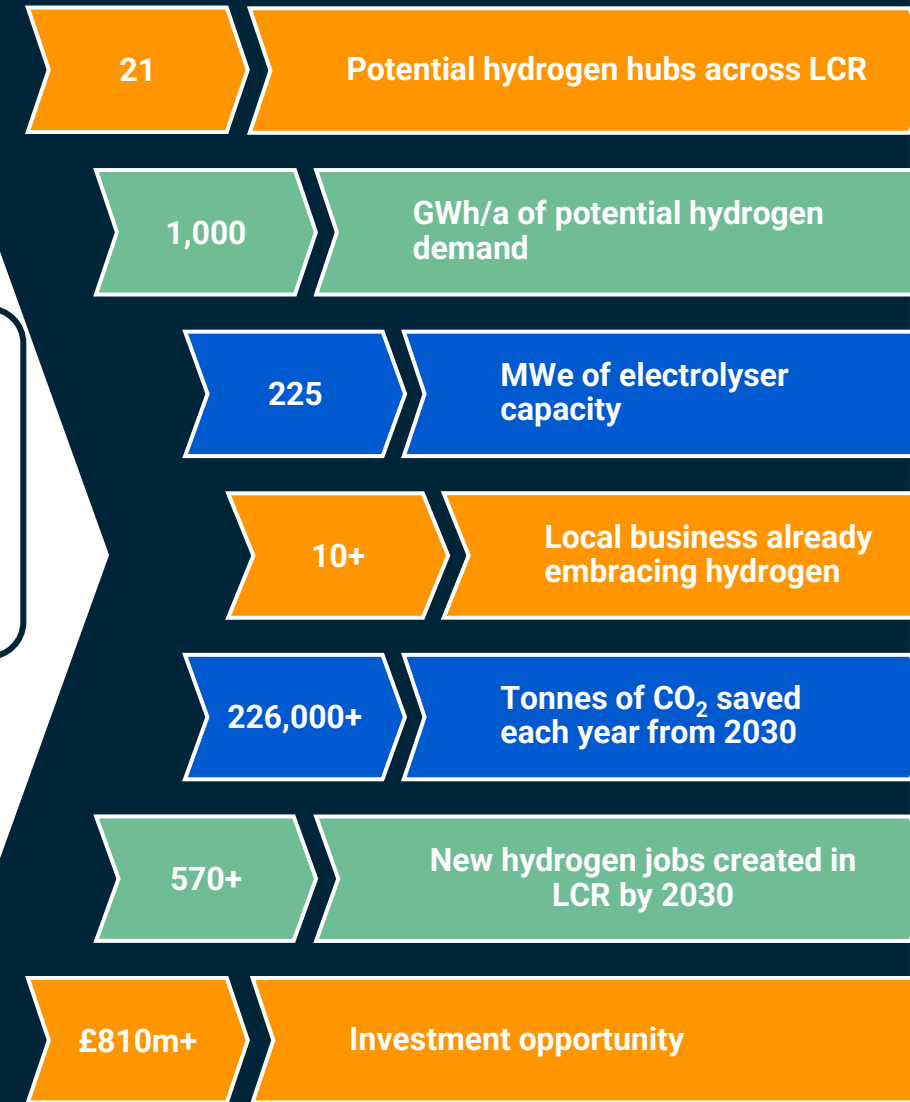 21
Potential hydrogen hubs across LCR
1,000
GWh/a of potential hydrogen
demand
225
MWe of electrolyser
capacity
10+
Local business already
embracing hydrogen
226,000+
Tonnes of CO₂ saved
each year from 2030
570+
New hydrogen jobs created in
LCR by 2030
£810m+
Investment opportunity